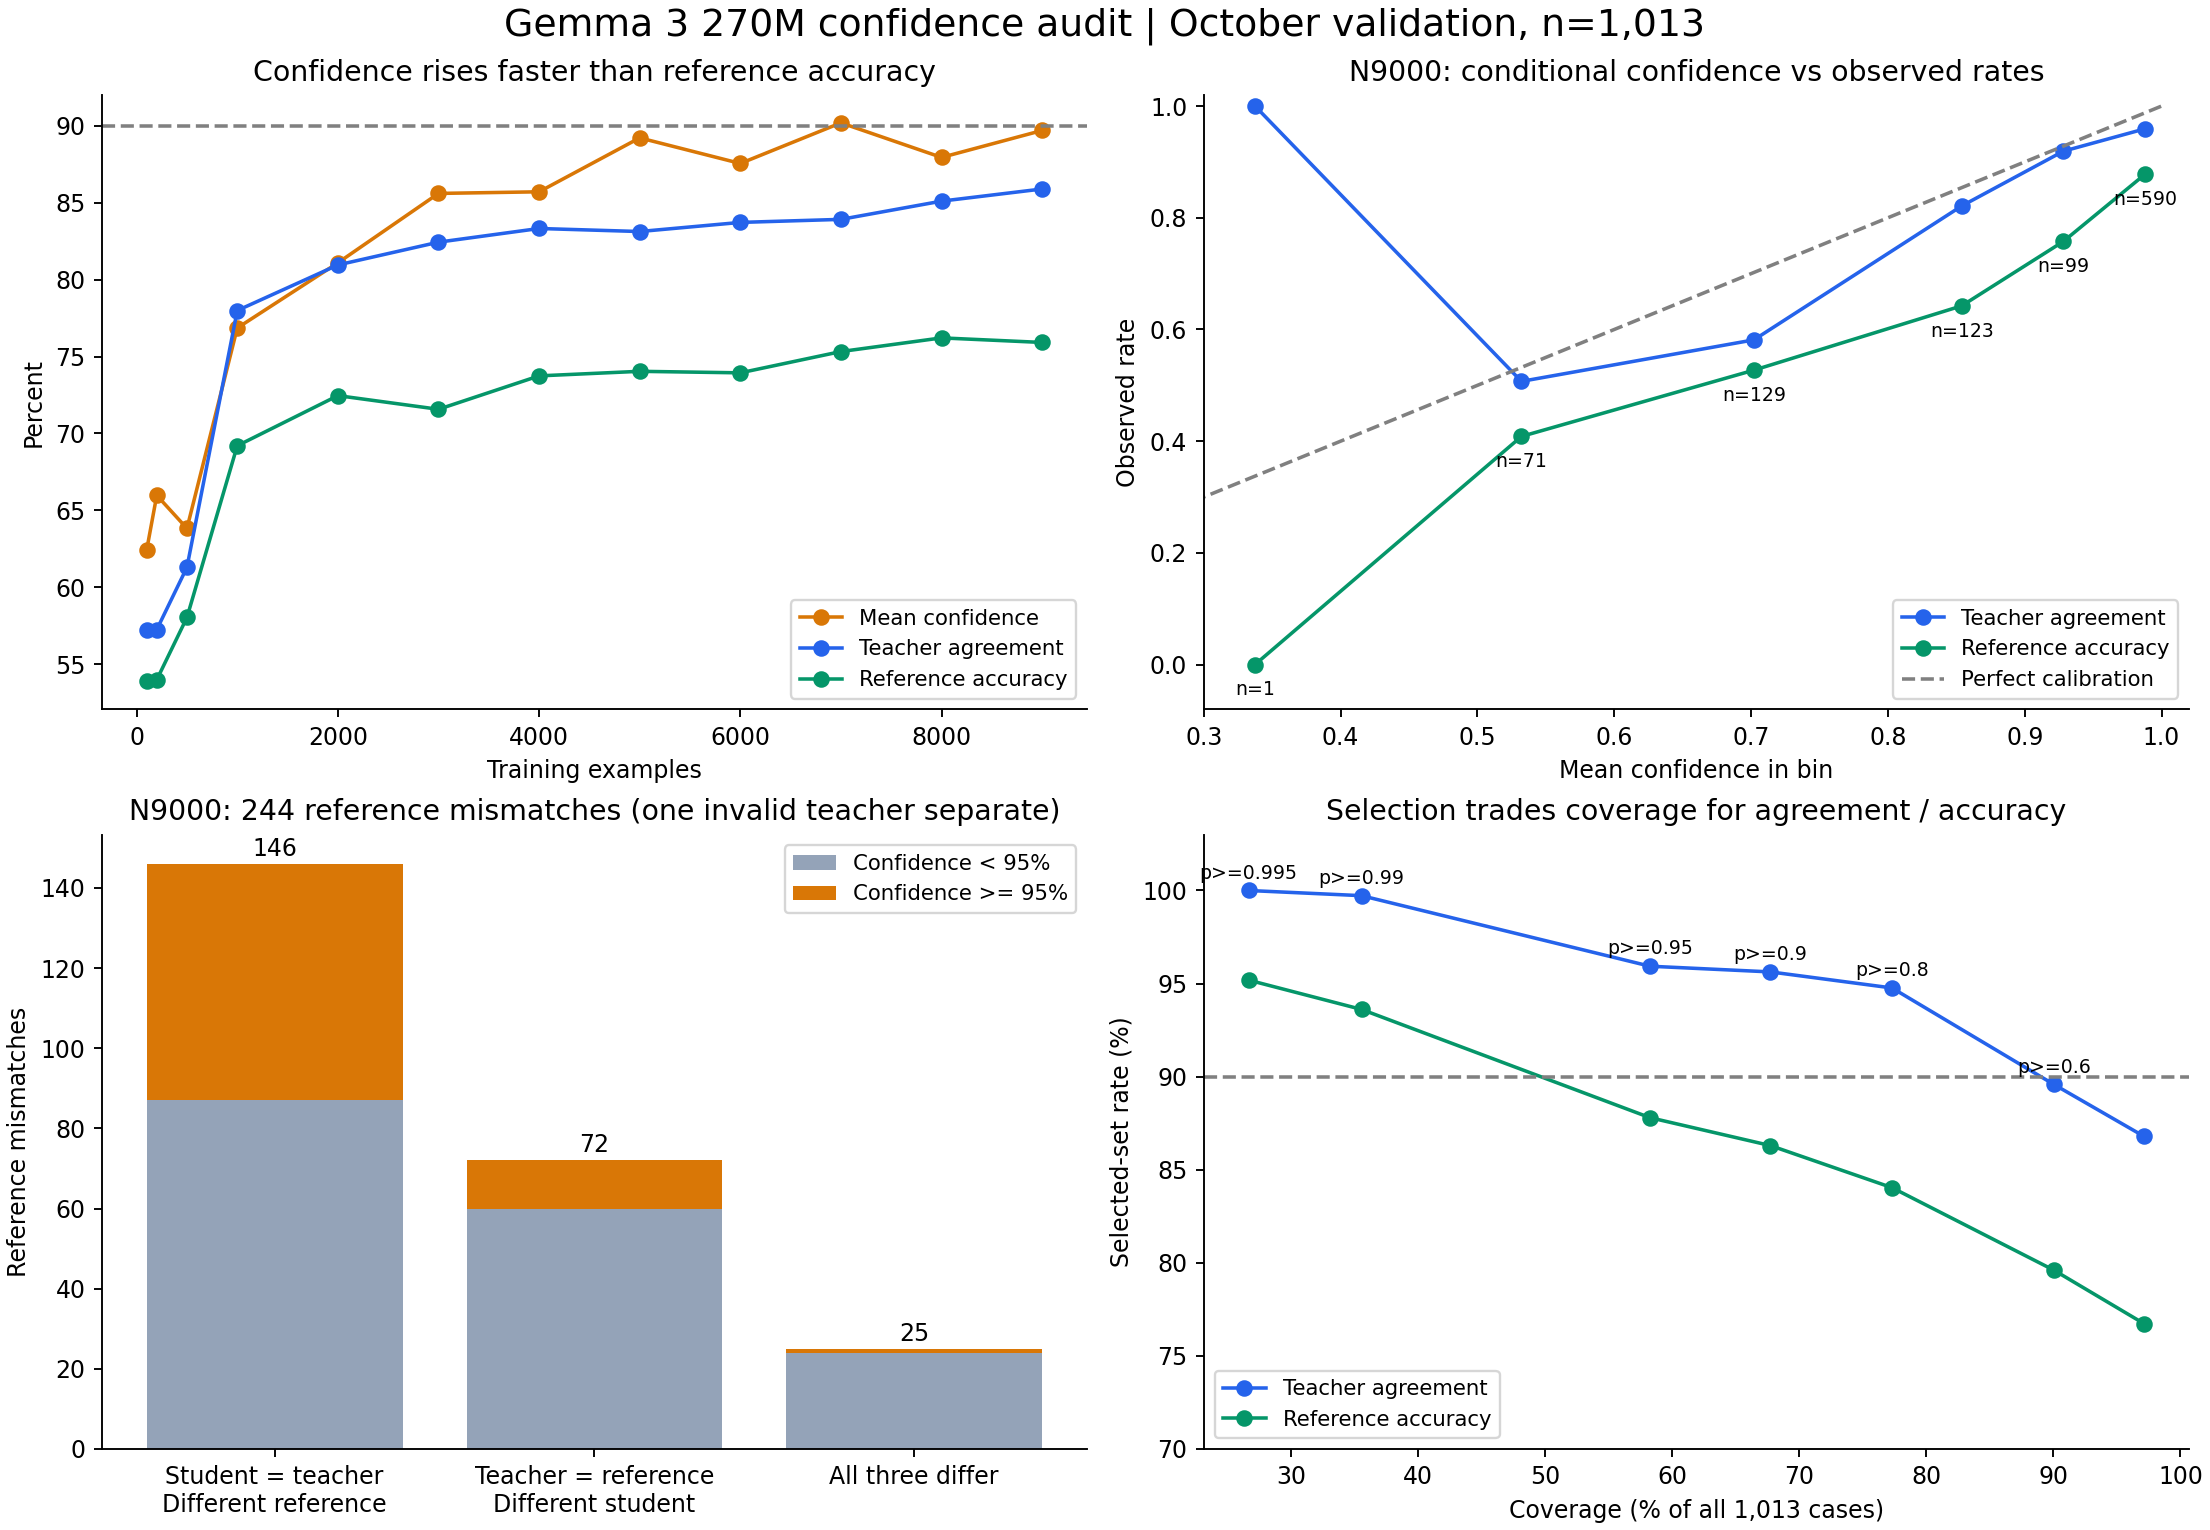 Gemma 3 270M confidence audit | October validation, n=1,013
Confidence rises faster than reference accuracy
Percent
90
85
80
75
70
65
60
55
0
2000
4000
6000
8000
Training examples
Mean confidence
Teacher agreement
Reference accuracy
N9000: conditional confidence vs observed rates
Observed rate
1.0
0.8
0.6
0.4
0.2
0.0
n=590
n=99
n=123
n=129
n=71
n=1
Teacher agreement
Reference accuracy
Perfect calibration
0.3
0.4
0.5
0.6
0.7
0.8
0.9
1.0
Mean confidence in bin
N9000: 244 reference mismatches (one invalid teacher separate)
Reference mismatches
140
120
100
80
60
40
20
0
146
72
25
Confidence < 95%
Confidence >= 95%
Student = teacher
Different reference
Teacher = reference
Different student
All three differ
Selection trades coverage for agreement / accuracy
Selected-set rate (%)
100
95
90
85
80
75
70
p>=0.995
p>=0.99
p>=0.95
p>=0.9
p>=0.8
p>=0.6
Teacher agreement
Reference accuracy
30
40
50
60
70
80
90
100
Coverage (% of all 1,013 cases)